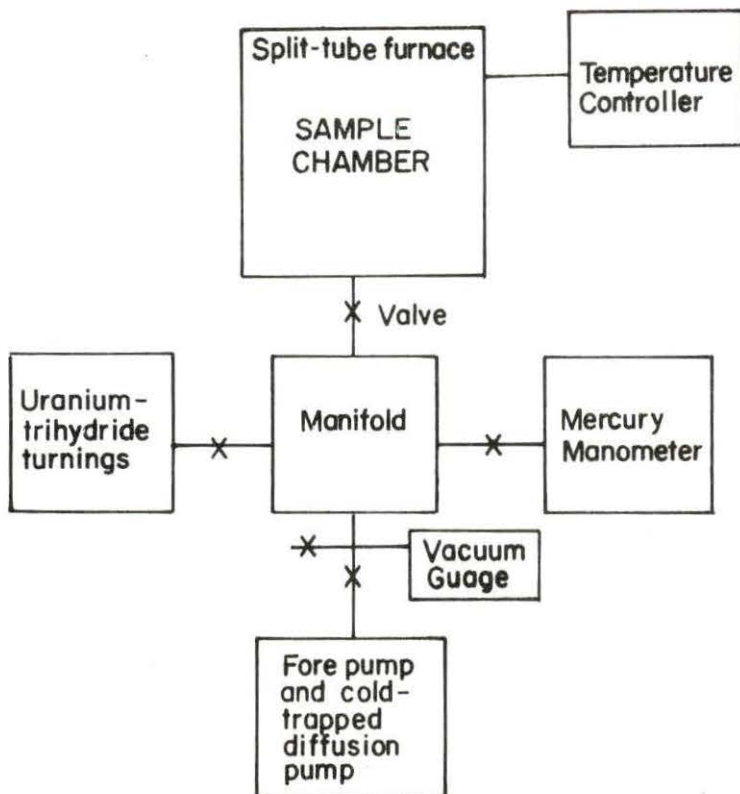 Split-tube furnace
SAMPLE
CHAMBER
Temperature
Controller
Valve
Uranium-
trihydride
turnings
Manifold
Mercury
Manometer
Vacuum
Guage
Fore pump
and cold-
trapped
diffusion
pump